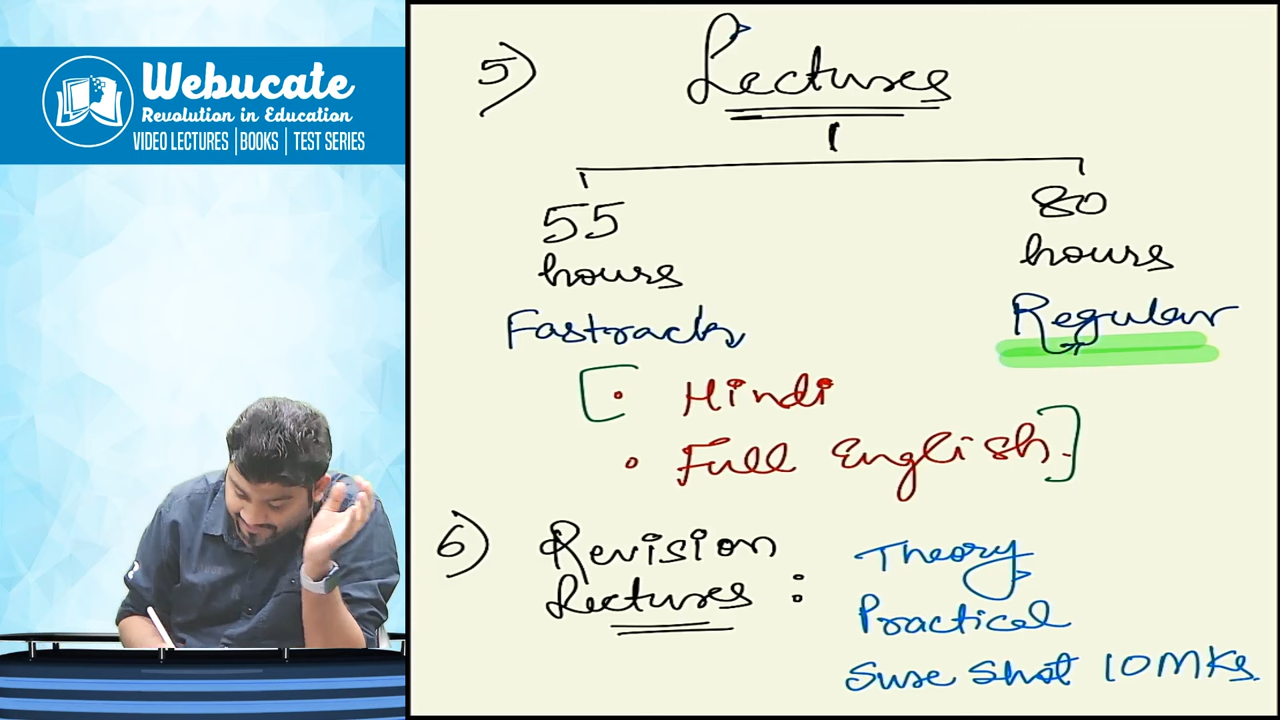 Webucate
Revolution in Education
VIDEO LECTURES | BOOKS | TEST SERIES
5) Lectures
55 hours
Fastrack
80 hours
Regular
• Hindi
• Full English.
6) Revision Lectures :
Theory
Practical
Sure Shot 10 Mks.